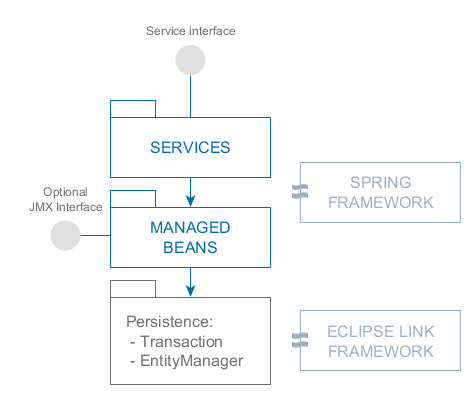 Service interface
SERVICES
SPRING
FRAMEWORK
Optional
JMX Interface
MANAGED
BEANS
Persistence:
- Transaction
- EntityManager
ECLIPSE LINK
FRAMEWORK